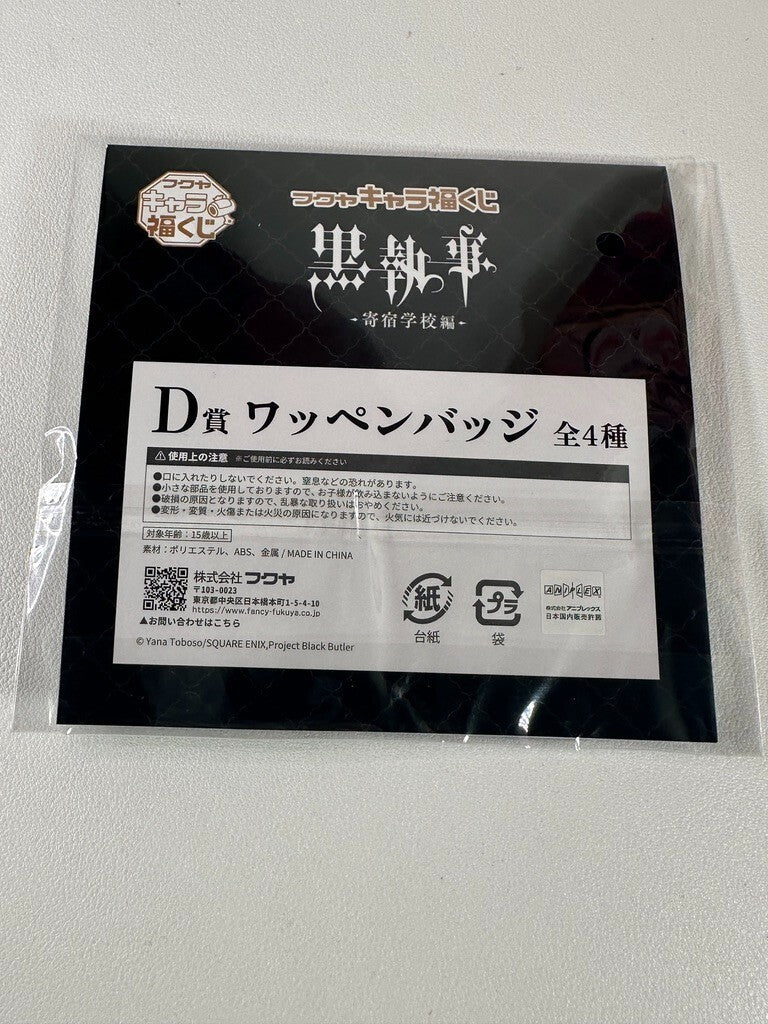 フクヤ
キャラ
福くじ
フクヤキャラ福くじ
黒執事
寄宿学校編
D賞 ワッペンバッジ 全4種
使用上の注意 ※ご使用前に必ずお読みください
●口に入れたりしないでください。窒息などの恐れがあります。
●小さな部品を使用しておりますので、お子様が飲み込まないようにご注意ください。
●破損の原因となりますので、乱暴な取り扱いはおやめください。
●変形・変質・火傷または火災の原因になりますので、火気には近づけないでください。
対象年齢：15歳以上
素材：ポリエステル、ABS、金属 / MADE IN CHINA
株式会社フクヤ
〒103-0023
東京都中央区日本橋本町1-5-4-10
https://www.fancy-fukuya.co.jp
▲お問い合わせはこちら
© Yana Toboso/SQUARE ENIX,Project Black Butler
紙
台紙
プラ
袋
ANIPLEX
株式会社アニプレックス
日本国内販売許諾